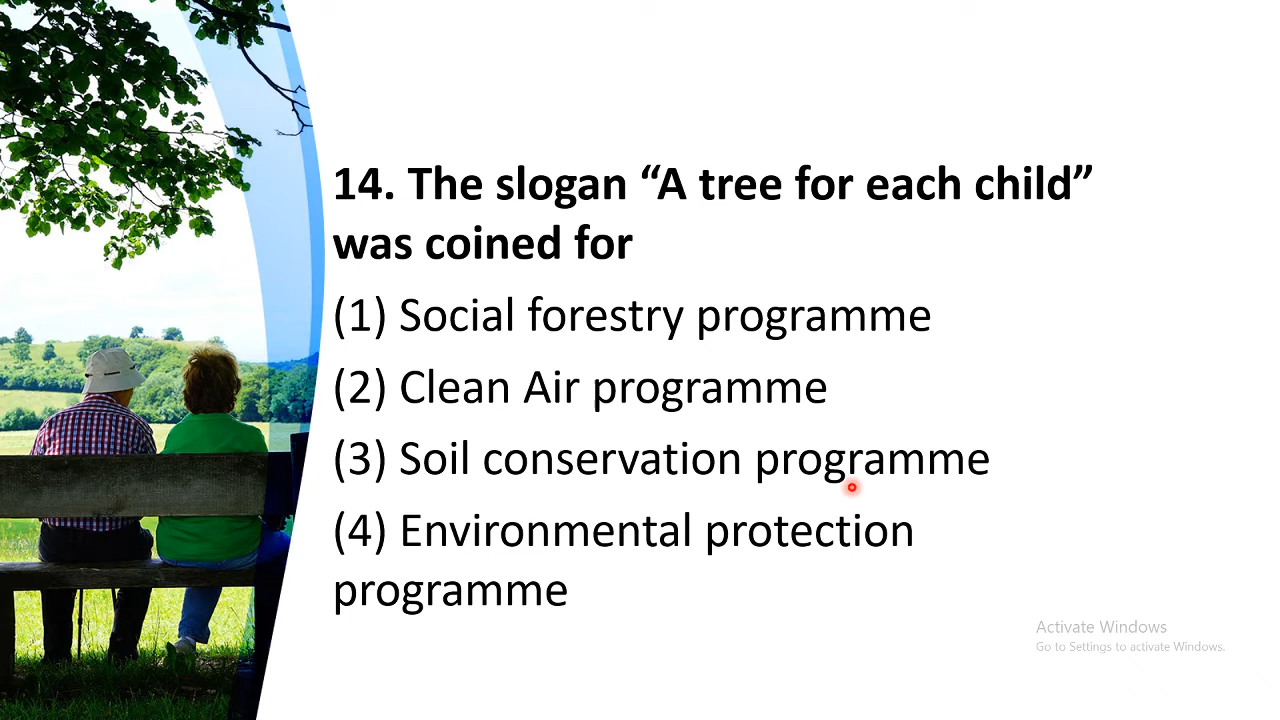 14. The slogan “A tree for each child”
was coined for
(1) Social forestry programme
(2) Clean Air programme
(3) Soil conservation programme
(4) Environmental protection
programme
Activate Windows
Go to Settings to activate Windows.